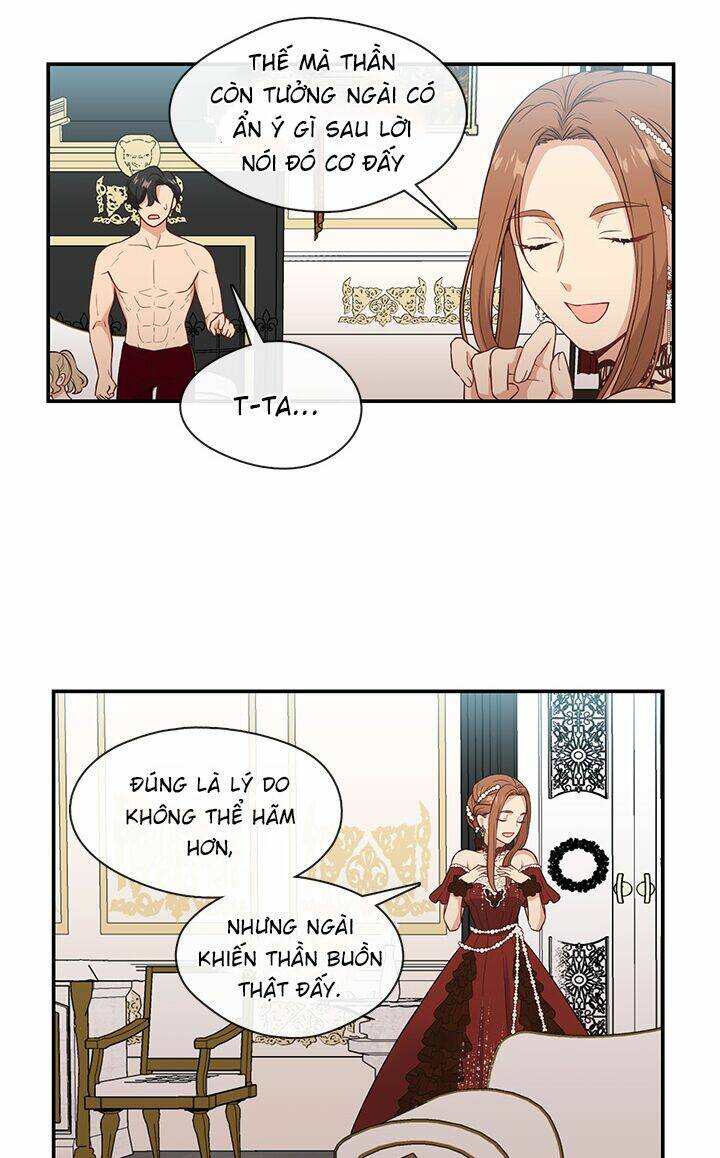 THẾ MÀ THẦN
CÒN TƯỞNG NGÀI CÓ
ẨN Ý GÌ SAU LỜI
NÓI ĐÓ CƠ ĐẤY
T-TA...
ĐÚNG LÀ LÝ DO
KHÔNG THỂ HÃM
HƠN,
NHƯNG NGÀI
KHIẾN THẦN BUỒN
THẬT ĐẤY.